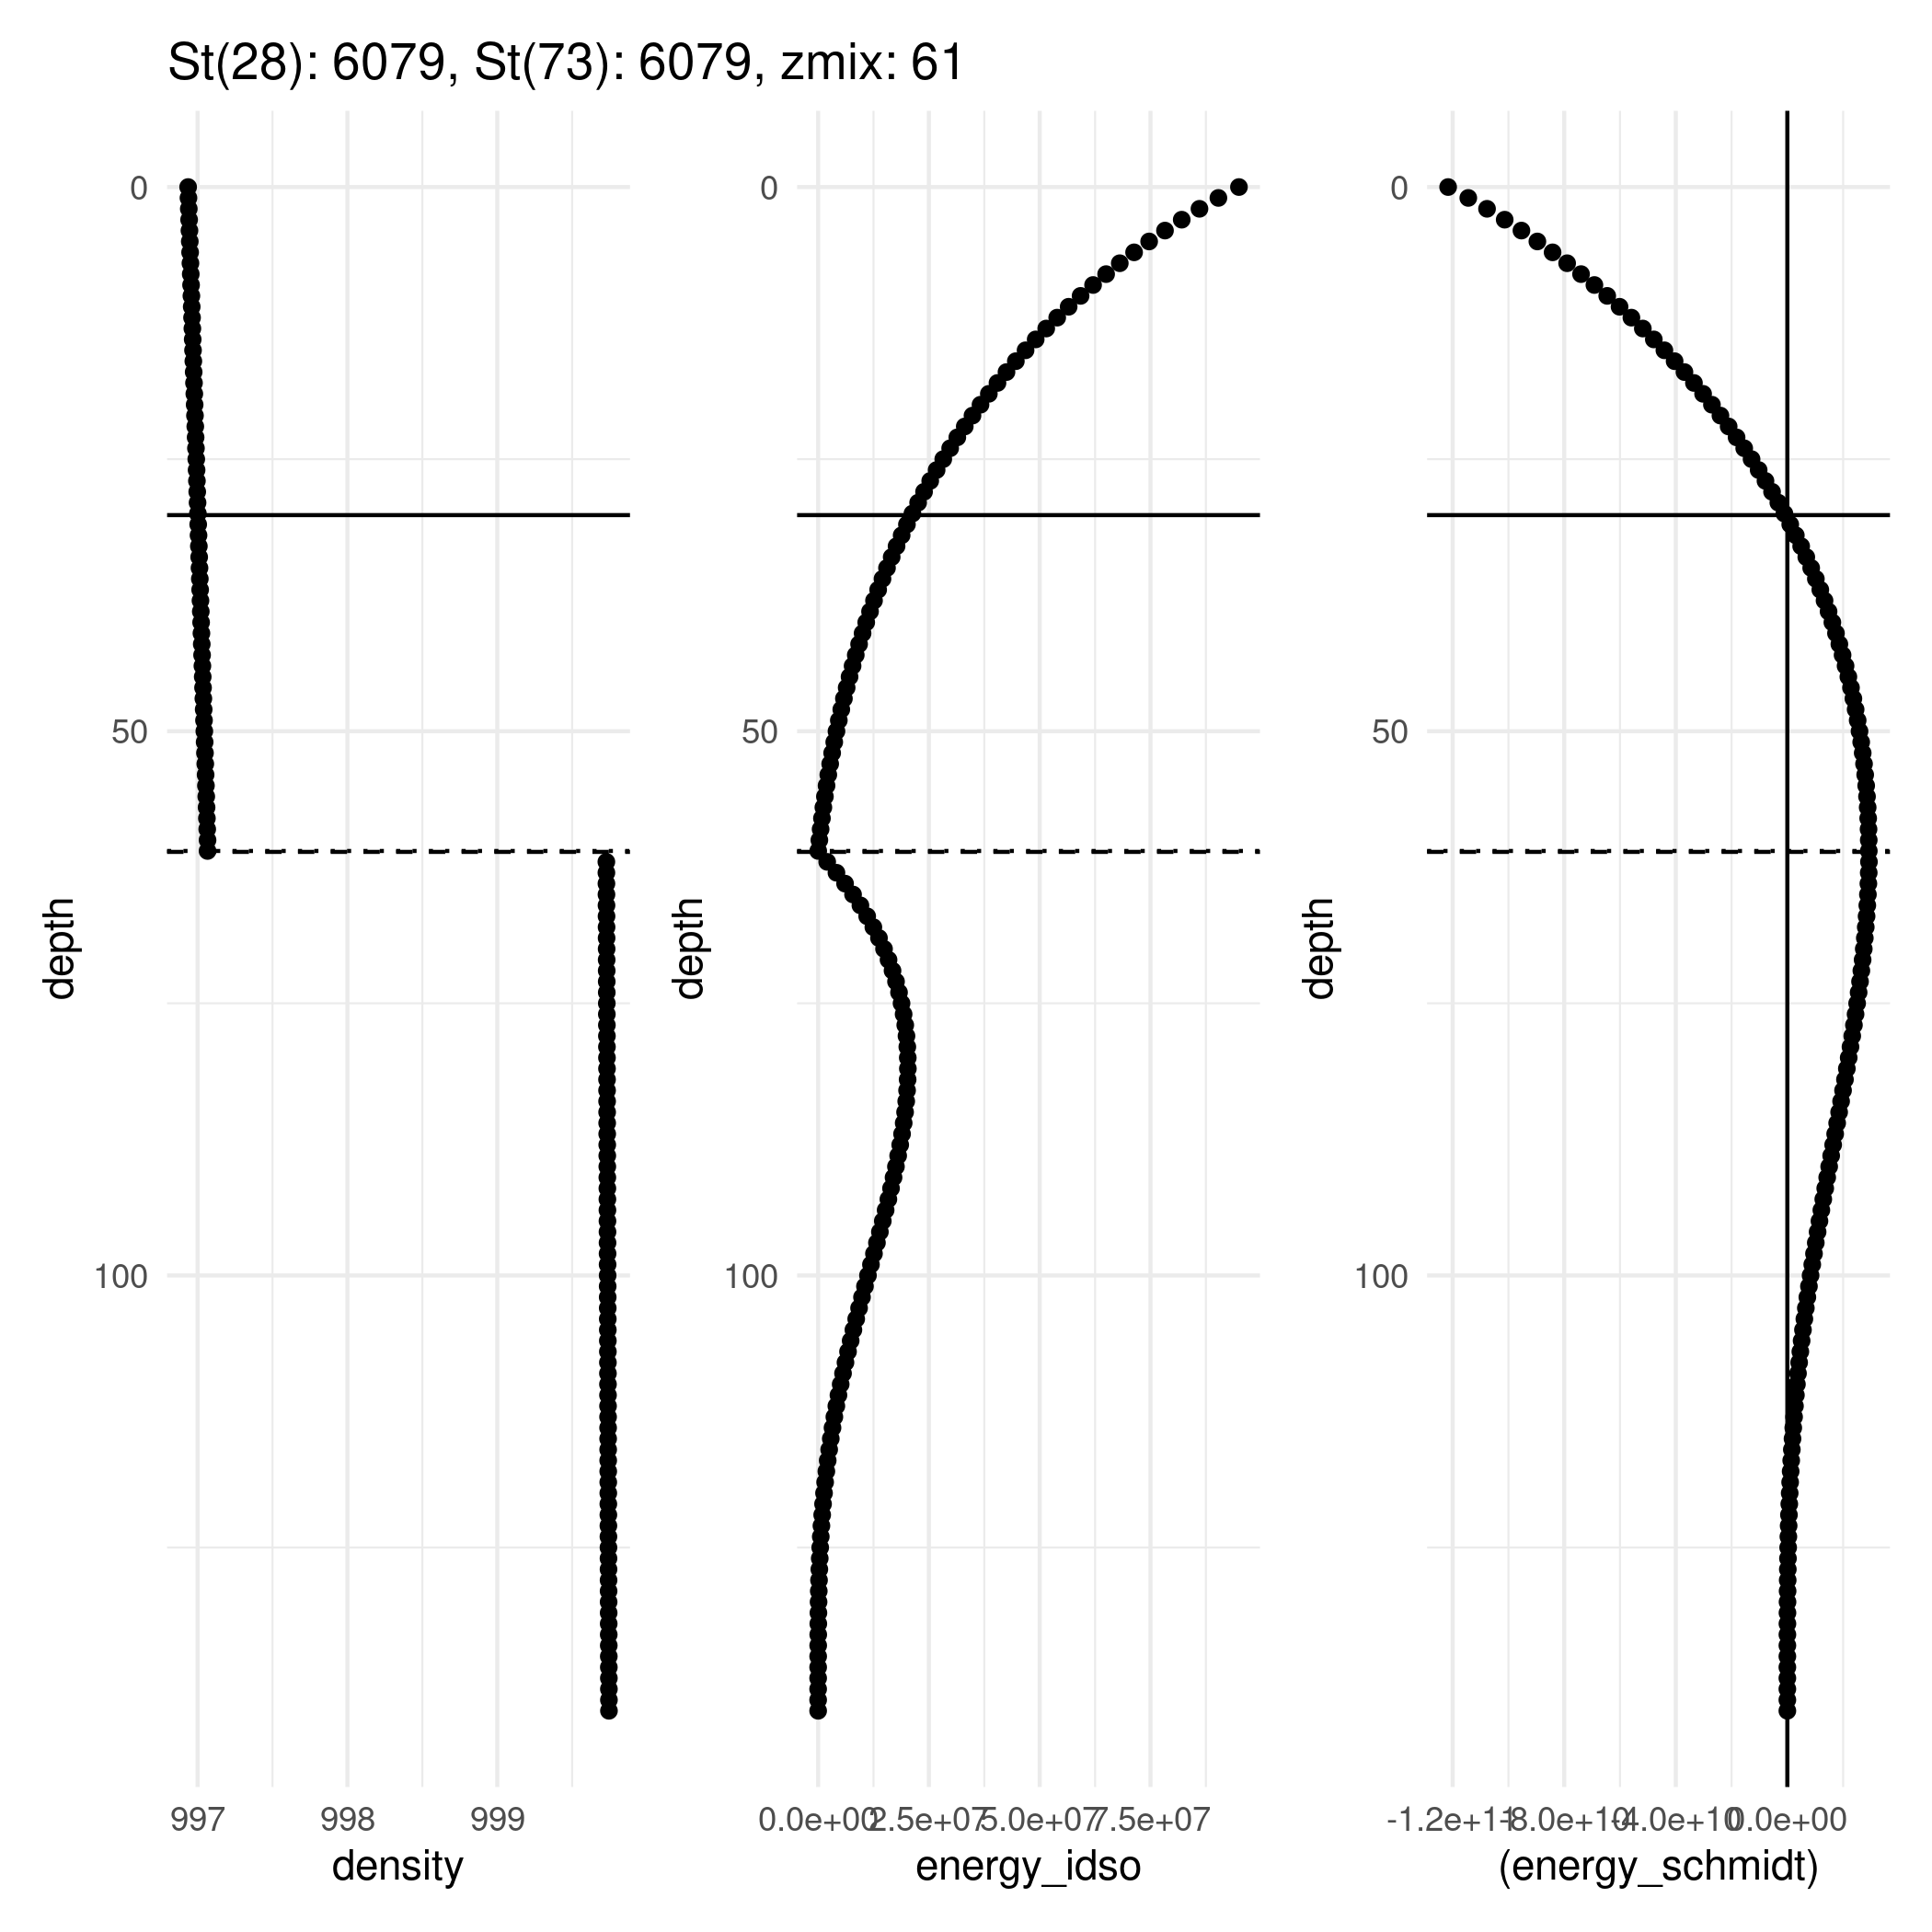 St(28): 6079, St(73): 6079, zmix: 61
0
50
100
depth
997
998
999
density
0
50
100
depth
0.0e+00
2.5e+07
5.0e+07
7.5e+07
energy_idso
0
50
100
depth
-1.2e+11
-8.0e+10
-4.0e+10
0.0e+00
(energy_schmidt)